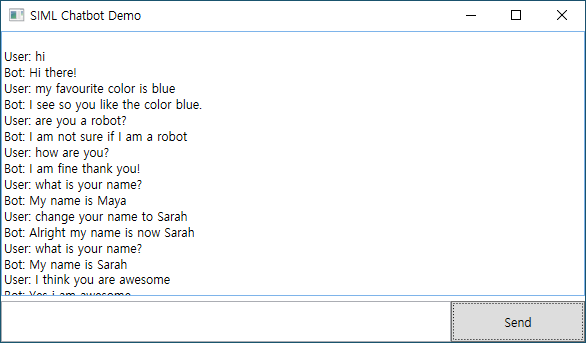 SIML Chatbot Demo
User: hi
Bot: Hi there!
User: my favourite color is blue
Bot: I see so you like the color blue.
User: are you a robot?
Bot: I am not sure if I am a robot
User: how are you?
Bot: I am fine thank you!
User: what is your name?
Bot: My name is Maya
User: change your name to Sarah
Bot: Alright my name is now Sarah
User: what is your name?
Bot: My name is Sarah
User: I think you are awesome
Bot: Yes i am awesome
Send